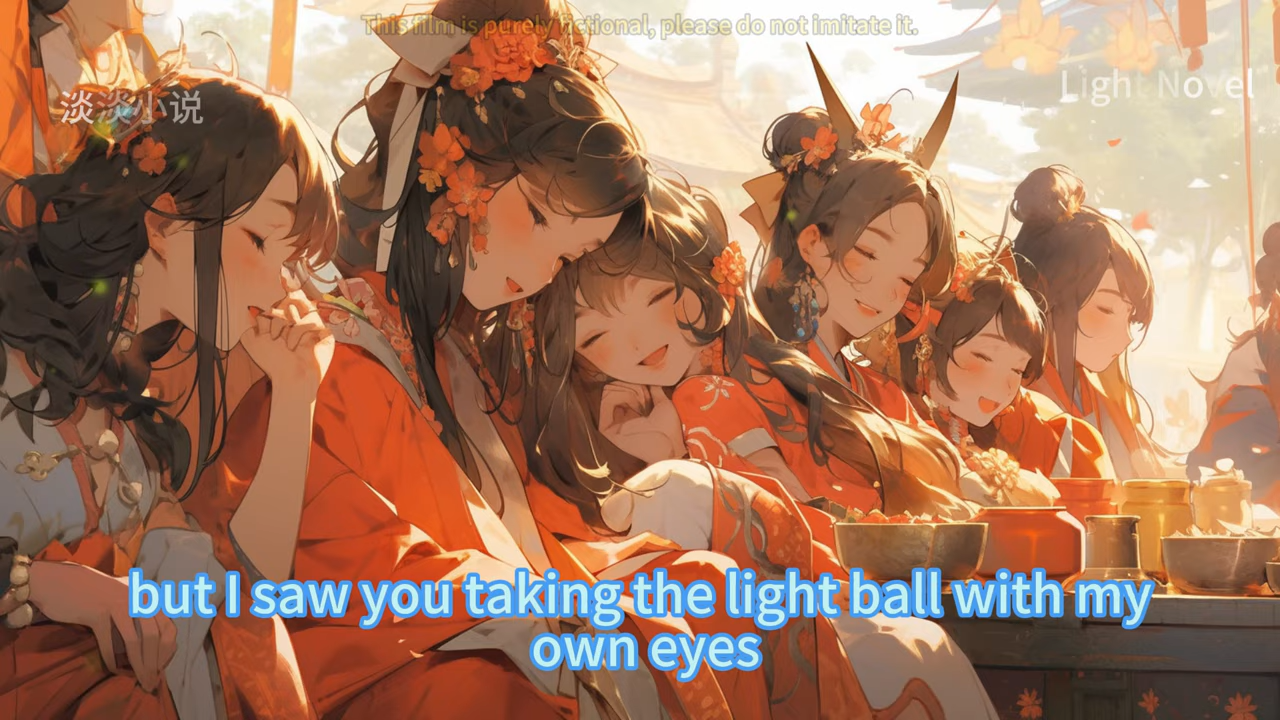 This film is purely fictional, please do not imitate it.
淡淡小说
Light Novel
but I saw you taking the light ball with my
own eyes